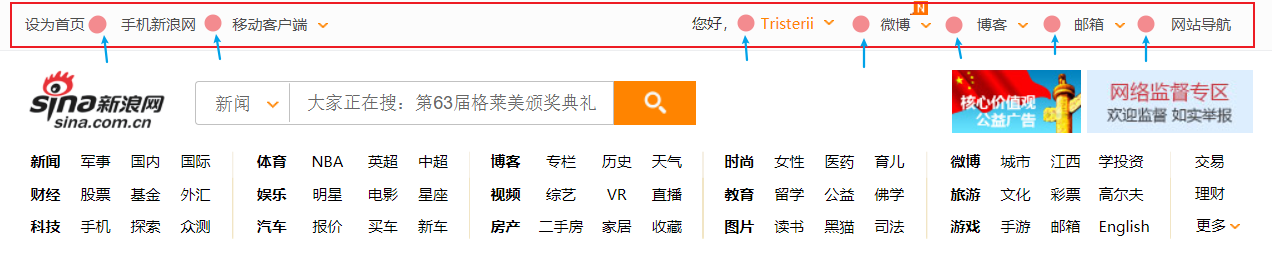 设为首页 手机新浪网 移动客户端 您好， Tristerii 微博 N 博客 邮箱 网站导航
sina新浪网
sina.com.cn
新闻 大家正在搜：第63届格莱美颁奖典礼
核心价值观
公益广告
网络监督专区
欢迎监督 如实举报
新闻 军事 国内 国际 体育 NBA 英超 中超 博客 专栏 历史 天气 时尚 女性 医药 育儿 微博 城市 江西 学投资 交易
财经 股票 基金 外汇 娱乐 明星 电影 星座 视频 综艺 VR 直播 教育 留学 公益 佛学 旅游 文化 彩票 高尔夫 理财
科技 手机 探索 众测 汽车 报价 买车 新车 房产 二手房 家居 收藏 图片 读书 黑猫 司法 游戏 手游 邮箱 English 更多